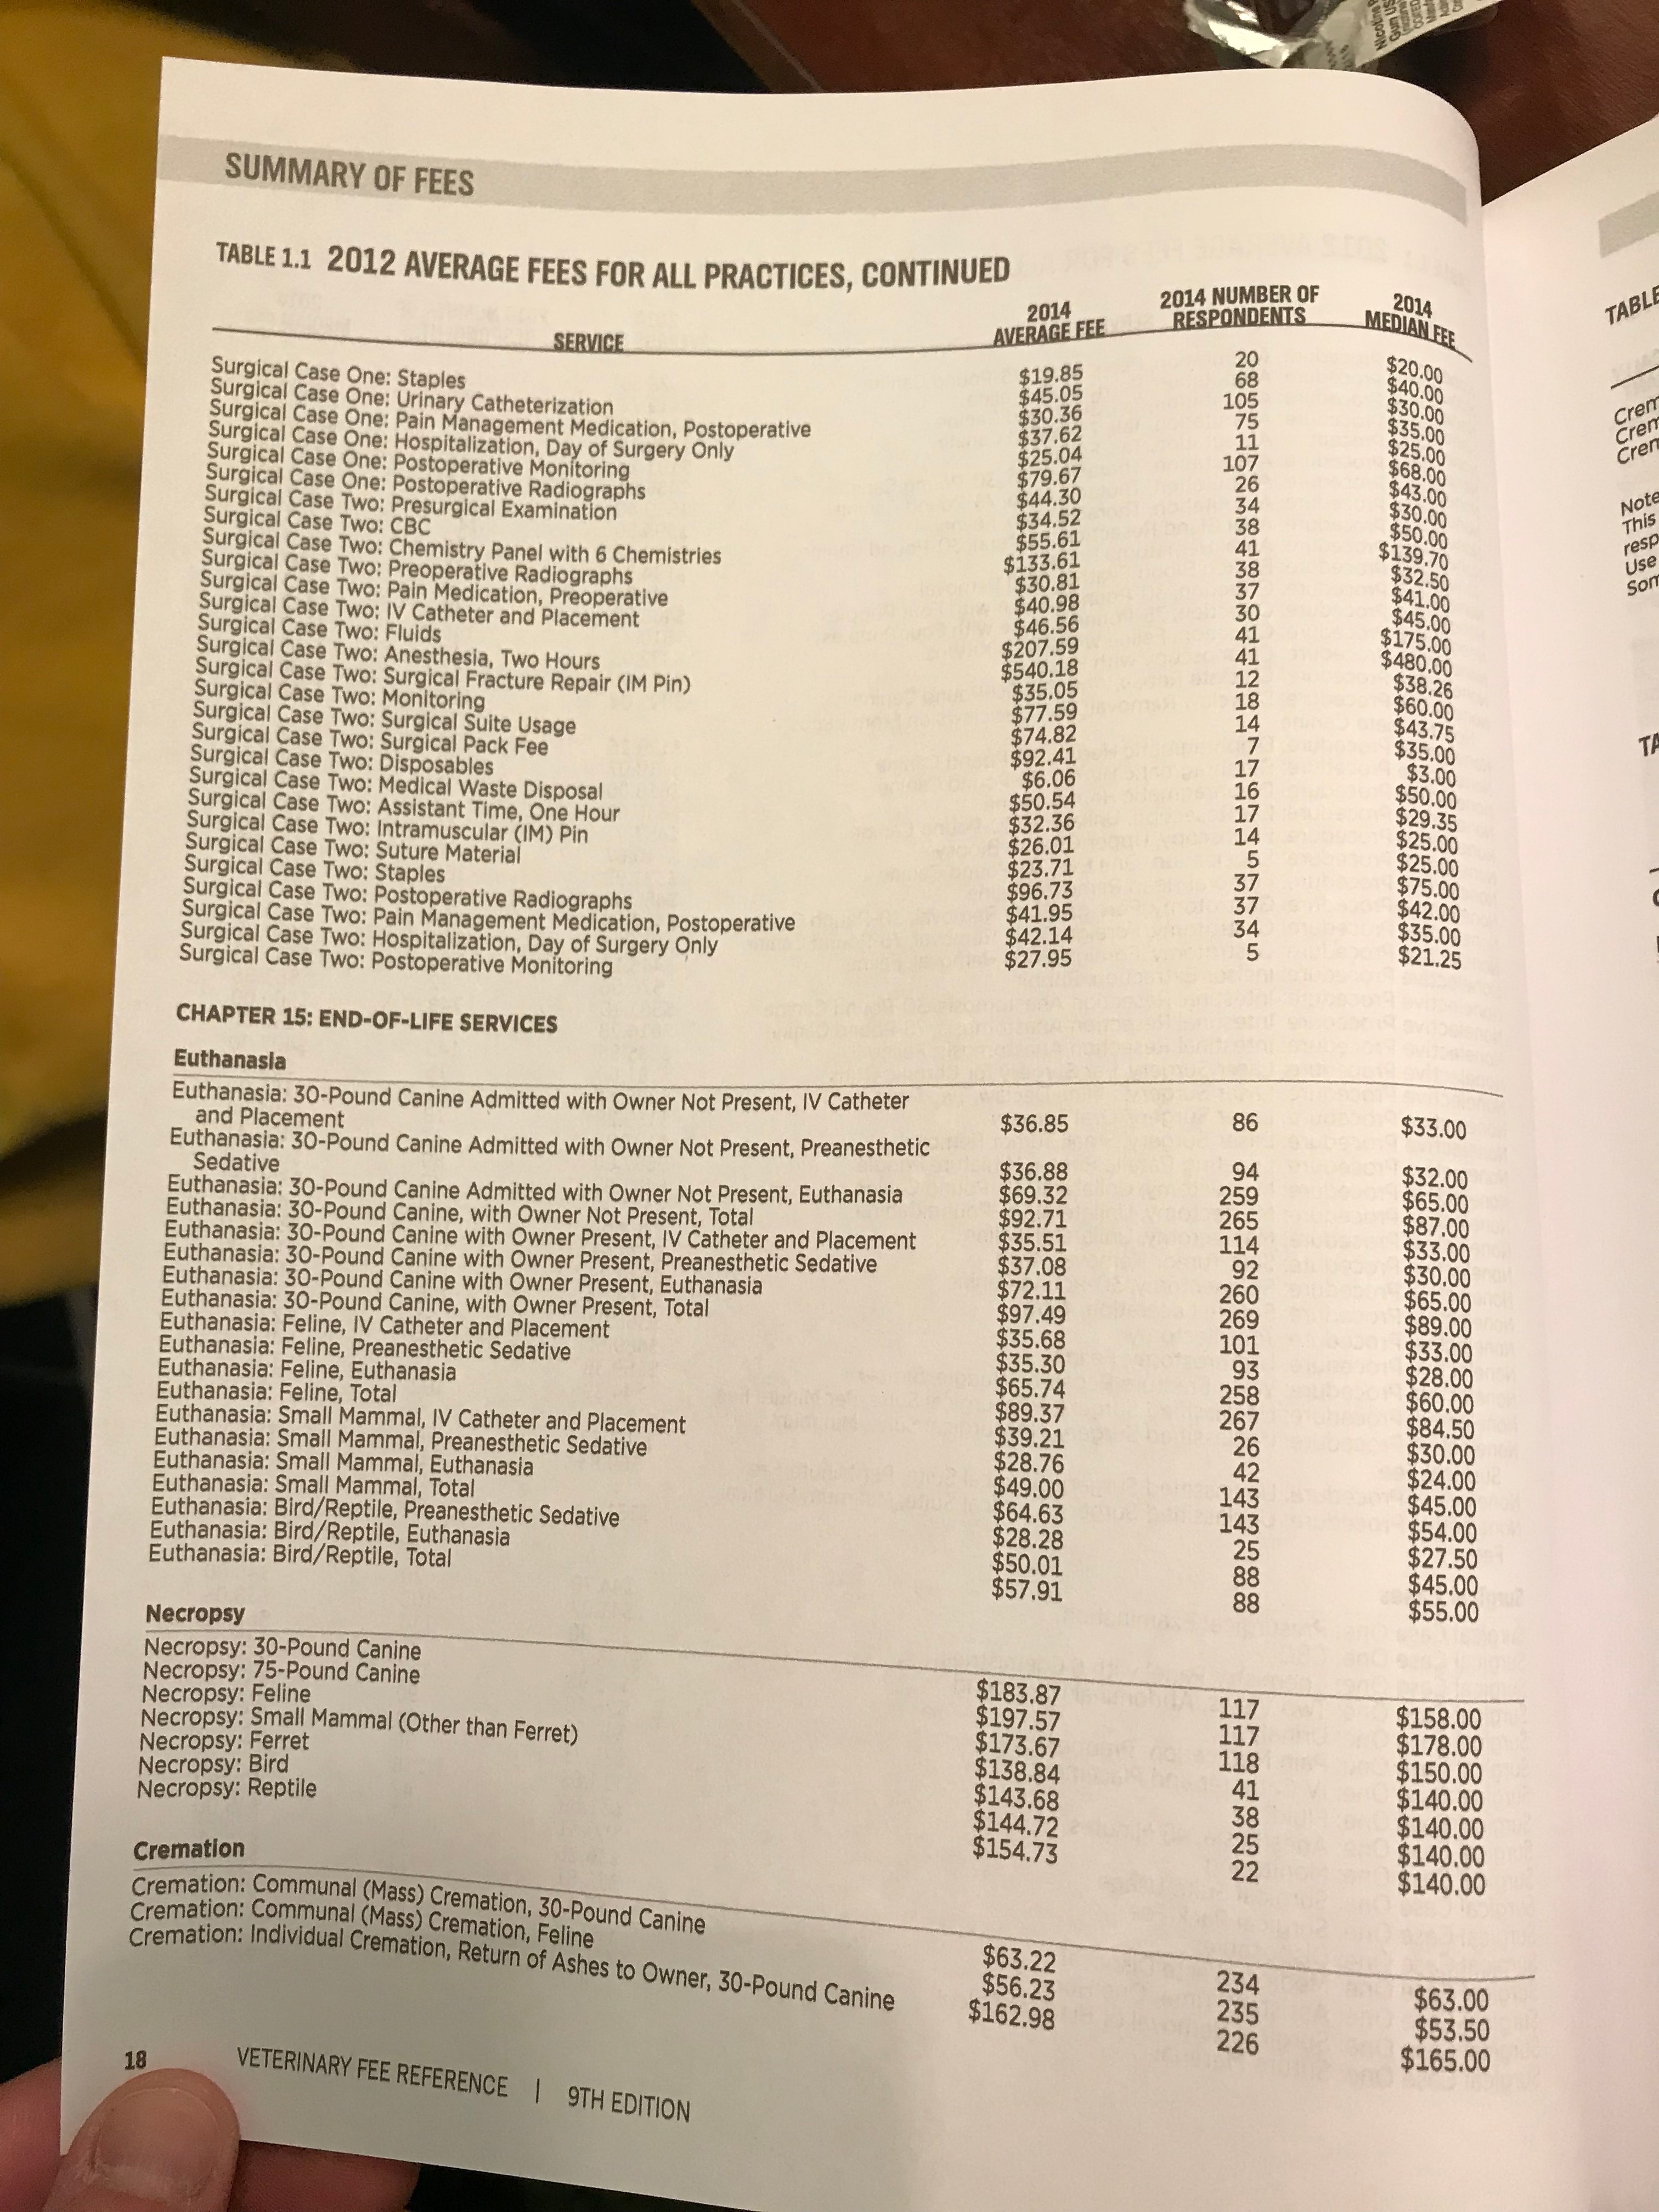 SUMMARY OF FEES
TABLE 1.1 2012 AVERAGE FEES FOR ALL PRACTICES, CONTINUED
SERVICE 2014 AVERAGE FEE 2014 NUMBER OF RESPONDENTS 2014 MEDIAN FEE
Surgical Case One: Staples $19.85 20 $20.00
Surgical Case One: Urinary Catheterization $45.05 68 $40.00
Surgical Case One: Pain Management Medication, Postoperative $30.36 105 $30.00
Surgical Case One: Hospitalization, Day of Surgery Only $37.62 75 $35.00
Surgical Case One: Postoperative Monitoring $25.04 11 $25.00
Surgical Case One: Postoperative Radiographs $79.67 107 $68.00
Surgical Case Two: Presurgical Examination $44.30 26 $43.00
Surgical Case Two: CBC $34.52 34 $30.00
Surgical Case Two: Chemistry Panel with 6 Chemistries $55.61 38 $50.00
Surgical Case Two: Preoperative Radiographs $133.61 41 $139.70
Surgical Case Two: Pain Medication, Preoperative $30.81 38 $32.50
Surgical Case Two: IV Catheter and Placement $40.98 37 $41.00
Surgical Case Two: Fluids $46.56 30 $45.00
Surgical Case Two: Anesthesia, Two Hours $207.59 41 $175.00
Surgical Case Two: Surgical Fracture Repair (IM Pin) $540.18 41 $480.00
Surgical Case Two: Monitoring $35.05 12 $38.26
Surgical Case Two: Surgical Suite Usage $77.59 18 $60.00
Surgical Case Two: Surgical Pack Fee $74.82 14 $43.75
Surgical Case Two: Disposables $92.41 7 $35.00
Surgical Case Two: Medical Waste Disposal $6.06 17 $3.00
Surgical Case Two: Assistant Time, One Hour $50.54 16 $50.00
Surgical Case Two: Intramuscular (IM) Pin $32.36 17 $29.35
Surgical Case Two: Suture Material $26.01 14 $25.00
Surgical Case Two: Staples $23.71 5 $25.00
Surgical Case Two: Postoperative Radiographs $96.73 37 $75.00
Surgical Case Two: Pain Management Medication, Postoperative $41.95 37 $42.00
Surgical Case Two: Hospitalization, Day of Surgery Only $42.14 34 $35.00
Surgical Case Two: Postoperative Monitoring $27.95 5 $21.25
CHAPTER 15: END-OF-LIFE SERVICES
Euthanasia
Euthanasia: 30-Pound Canine Admitted with Owner Not Present, IV Catheter
and Placement $36.85 86 $33.00
Euthanasia: 30-Pound Canine Admitted with Owner Not Present, Preanesthetic
Sedative $36.88 94 $32.00
Euthanasia: 30-Pound Canine Admitted with Owner Not Present, Euthanasia $69.32 259 $65.00
Euthanasia: 30-Pound Canine, with Owner Not Present, Total $92.71 265 $87.00
Euthanasia: 30-Pound Canine with Owner Present, IV Catheter and Placement $35.51 114 $33.00
Euthanasia: 30-Pound Canine with Owner Present, Preanesthetic Sedative $37.08 92 $30.00
Euthanasia: 30-Pound Canine with Owner Present, Euthanasia $72.11 260 $65.00
Euthanasia: 30-Pound Canine, with Owner Present, Total $97.49 269 $89.00
Euthanasia: Feline, IV Catheter and Placement $35.68 101 $33.00
Euthanasia: Feline, Preanesthetic Sedative $35.30 93 $28.00
Euthanasia: Feline, Euthanasia $65.74 258 $60.00
Euthanasia: Feline, Total $89.37 267 $84.50
Euthanasia: Small Mammal, IV Catheter and Placement $39.21 26 $30.00
Euthanasia: Small Mammal, Preanesthetic Sedative $28.76 42 $24.00
Euthanasia: Small Mammal, Euthanasia $49.00 143 $45.00
Euthanasia: Small Mammal, Total $64.63 143 $54.00
Euthanasia: Bird/Reptile, Preanesthetic Sedative $28.28 25 $27.50
Euthanasia: Bird/Reptile, Euthanasia $50.01 88 $45.00
Euthanasia: Bird/Reptile, Total $57.91 88 $55.00
Necropsy
Necropsy: 30-Pound Canine $183.87 117 $158.00
Necropsy: 75-Pound Canine $197.57 117 $178.00
Necropsy: Feline $173.67 118 $150.00
Necropsy: Small Mammal (Other than Ferret) $138.84 41 $140.00
Necropsy: Ferret $143.68 38 $140.00
Necropsy: Bird $144.72 25 $140.00
Necropsy: Reptile $154.73 22 $140.00
Cremation
Cremation: Communal (Mass) Cremation, 30-Pound Canine $63.22 234 $63.00
Cremation: Communal (Mass) Cremation, Feline $56.23 235 $53.50
Cremation: Individual Cremation, Return of Ashes to Owner, 30-Pound Canine $162.98 226 $165.00
18 VETERINARY FEE REFERENCE | 9TH EDITION
TABLE
Note
This
Use